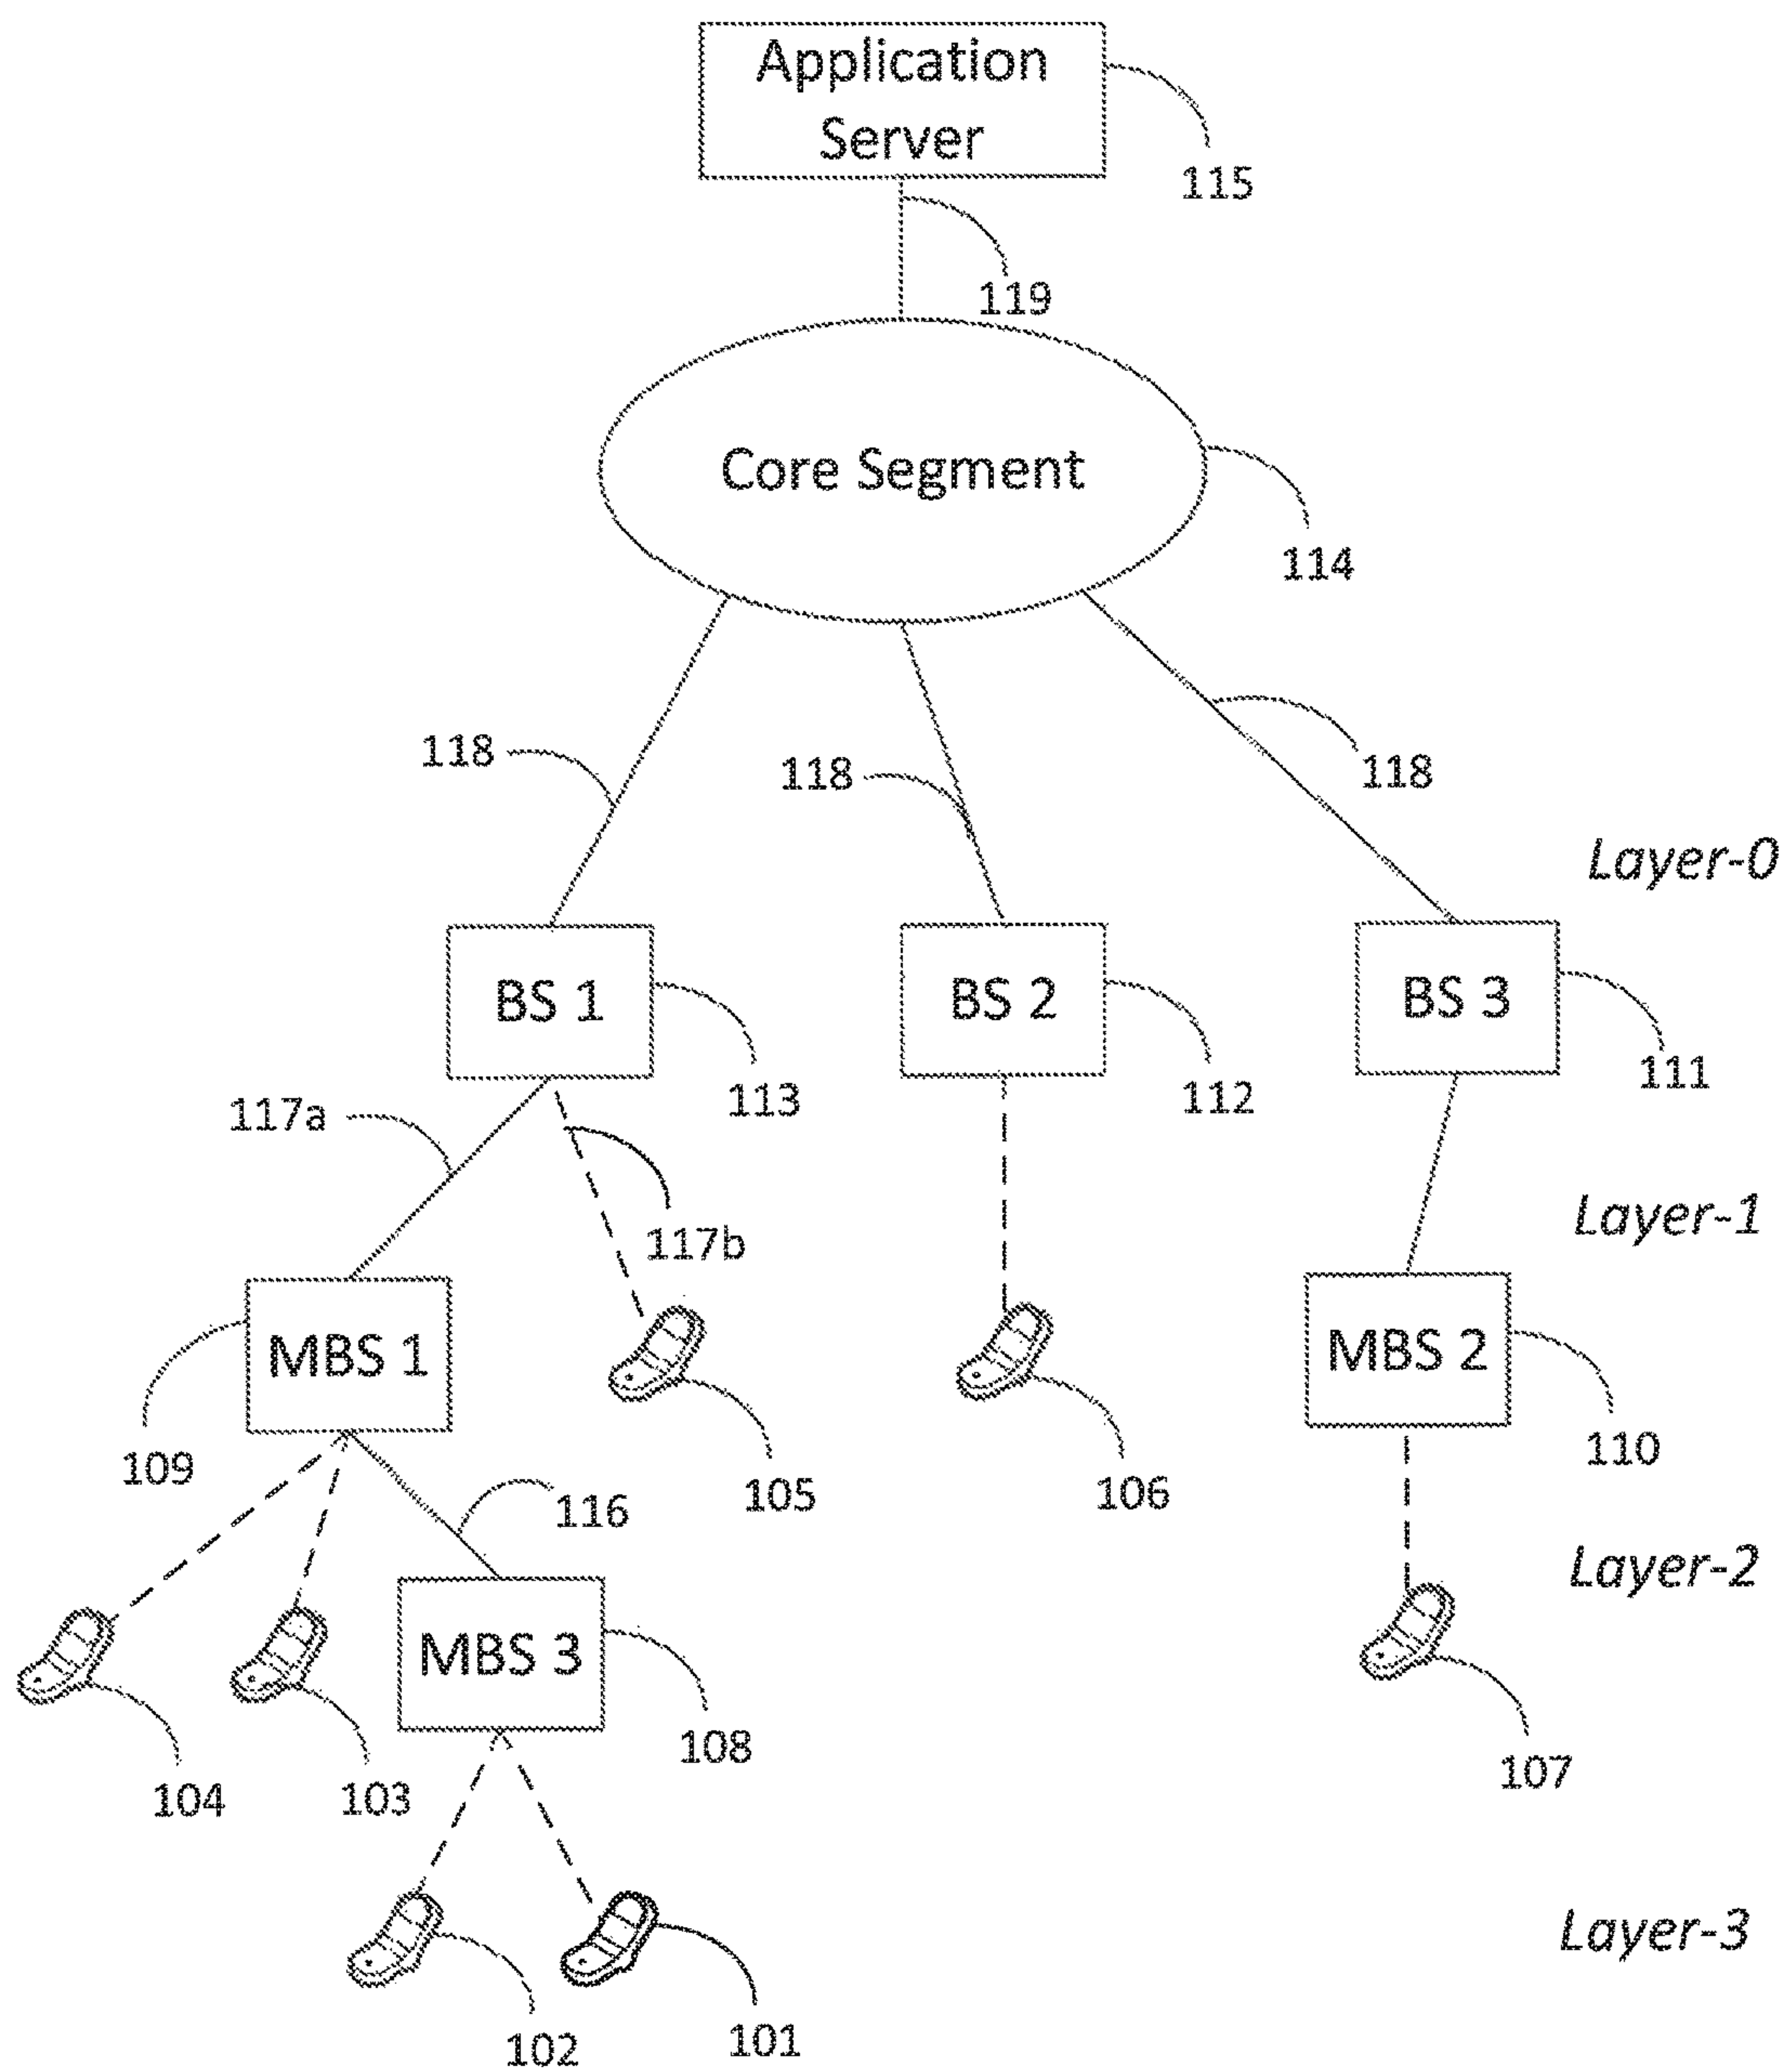 Application
Server
115
119
Core Segment
114
118
118
118
Layer-0
BS 1
BS 2
BS 3
113
112
111
117a
117b
Layer-1
MBS 1
MBS 2
109
105
106
110
116
Layer-2
MBS 3
108
104
103
107
Layer-3
102
101